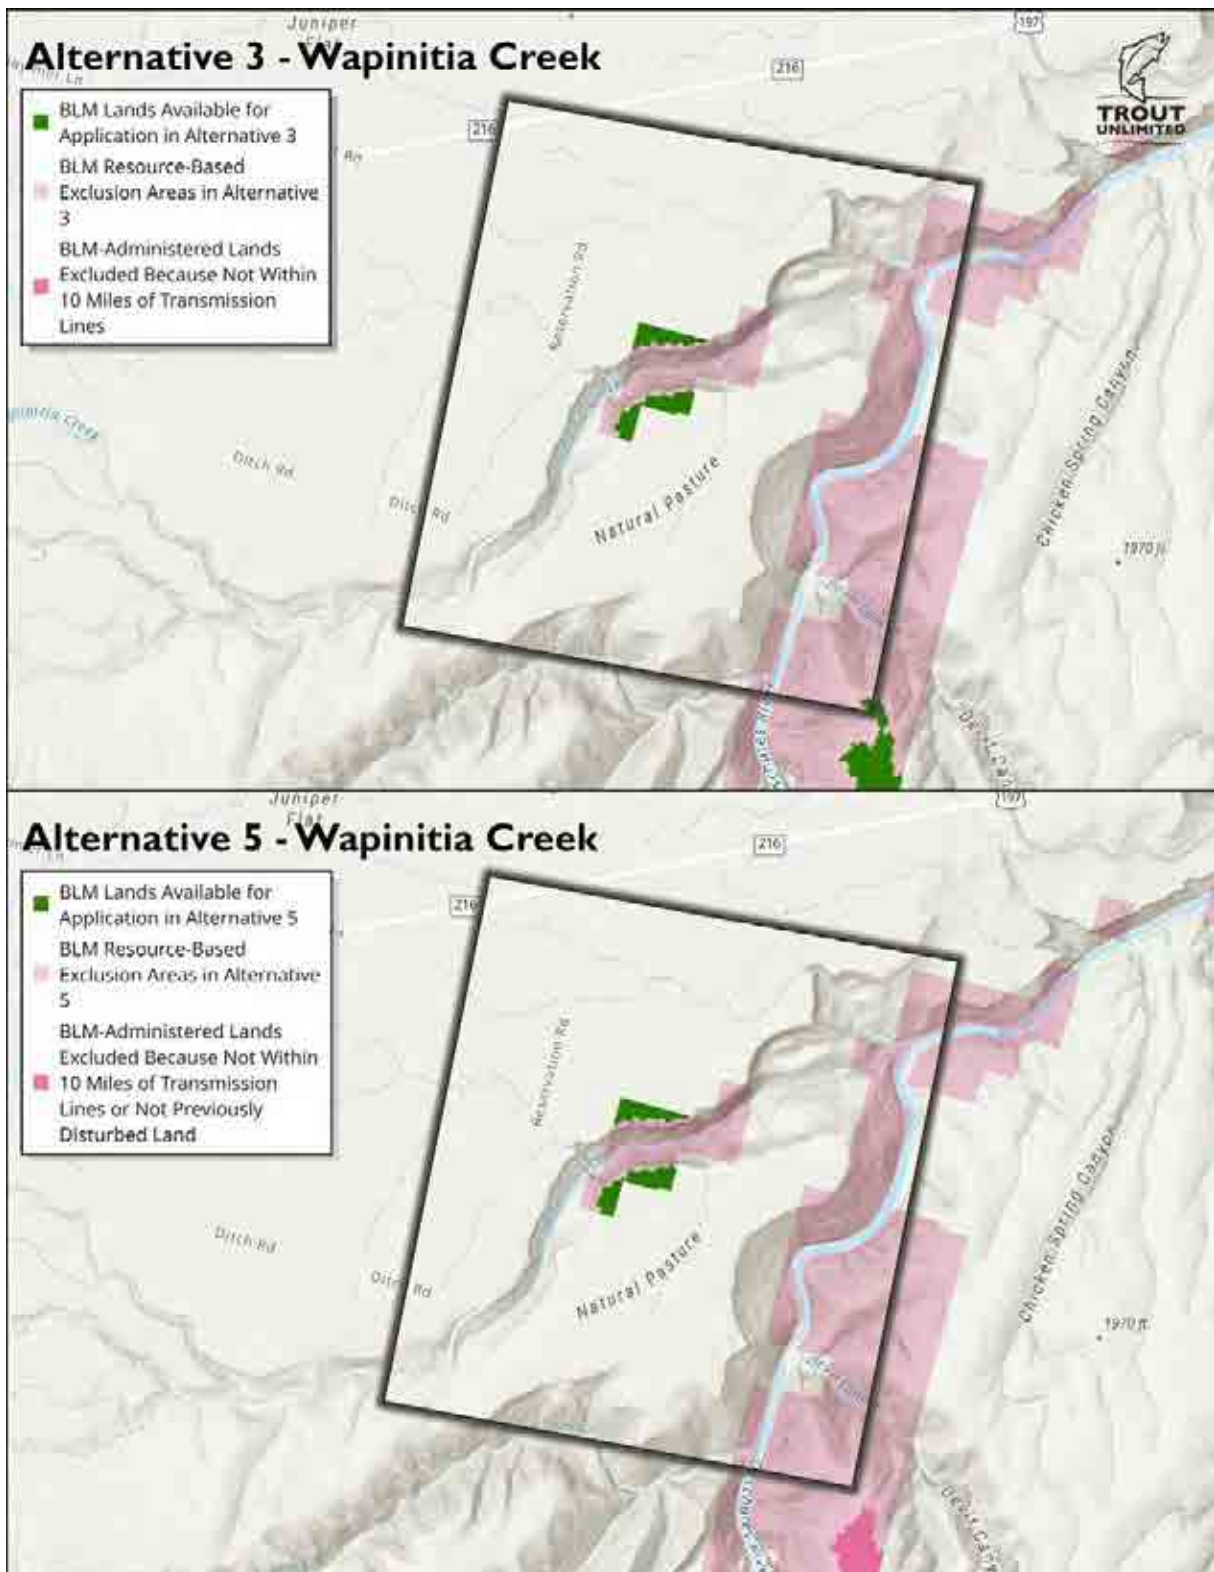 Juniper
Flat
197
Alternative 3 - Wapinitia Creek
216
TROUT
UNLIMITED
BLM Lands Available for
Application in Alternative 3
BLM Resource-Based
Exclusion Areas in Alternative
3
BLM-Administered Lands
Excluded Because Not Within
10 Miles of Transmission
Lines
216
Rn
Reservation Rd
Creek
Ditch Rd
Ditch Rd
Natural Pasture
Chicken Spring Canyon
1970 ft.
Juniper
Flat
197
Alternative 5 - Wapinitia Creek
216
BLM Lands Available for
Application in Alternative 5
BLM Resource-Based
Exclusion Areas in Alternative
5
BLM-Administered Lands
Excluded Because Not Within
10 Miles of Transmission
Lines or Not Previously
Disturbed Land
216
Reservation Rd
Ditch Rd
Ditch Rd
Natural Pasture
Chicken Spring Canyon
1970 ft.